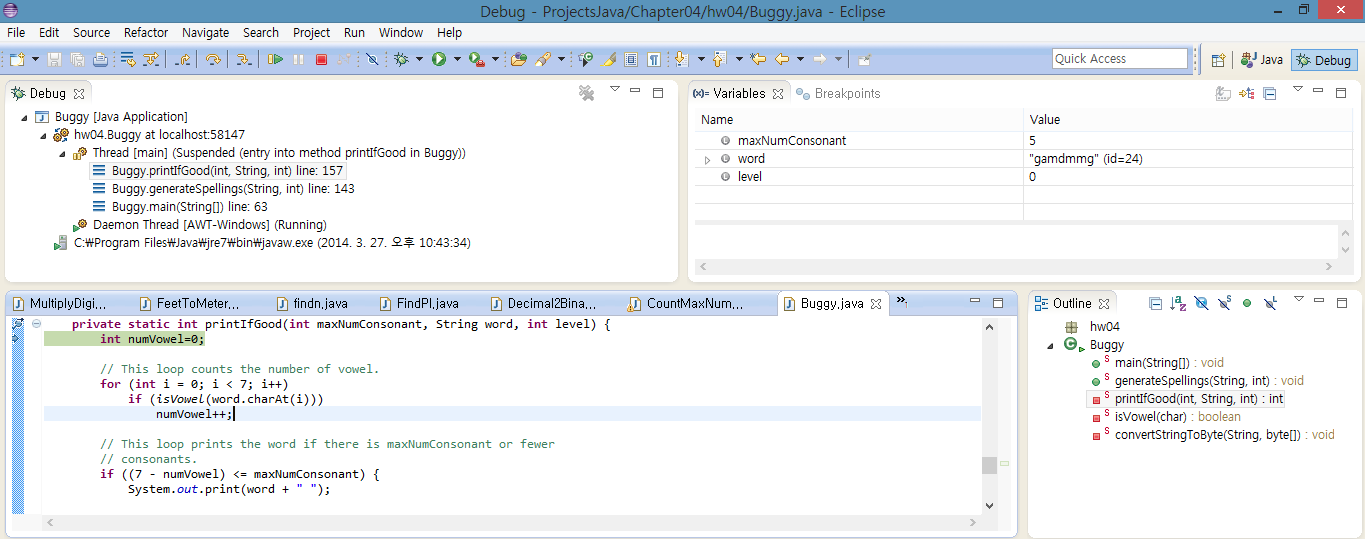 Debug - ProjectsJava/Chapter04/hw04/Buggy.java - Eclipse
File Edit Source Refactor Navigate Search Project Run Window Help
Quick Access
Java
Debug
Debug
Buggy [Java Application]
hw04.Buggy at localhost:58147
Thread [main] (Suspended (entry into method printIfGood in Buggy))
Buggy.printIfGood(int, String, int) line: 157
Buggy.generateSpellings(String, int) line: 143
Buggy.main(String[]) line: 63
Daemon Thread [AWT-Windows] (Running)
C:₩Program Files₩Java₩jre7₩bin₩javaw.exe (2014. 3. 27. 오후 10:43:34)
(x)= Variables
Breakpoints
Name Value
maxNumConsonant 5
word "gamdmmg" (id=24)
level 0
MultiplyDigi... FeetToMeter... findn.java FindPI.java Decimal2Bina... CountMaxNum... Buggy.java
private static int printIfGood(int maxNumConsonant, String word, int level) {
int numVowel=0;
// This loop counts the number of vowel.
for (int i = 0; i < 7; i++)
if (isVowel(word.charAt(i)))
numVowel++;
// This loop prints the word if there is maxNumConsonant or fewer
// consonants.
if ((7 - numVowel) <= maxNumConsonant) {
System.out.print(word + " ");
Outline
hw04
Buggy
main(String[]) : void
generateSpellings(String, int) : void
printIfGood(int, String, int) : int
isVowel(char) : boolean
convertStringToByte(String, byte[]) : void